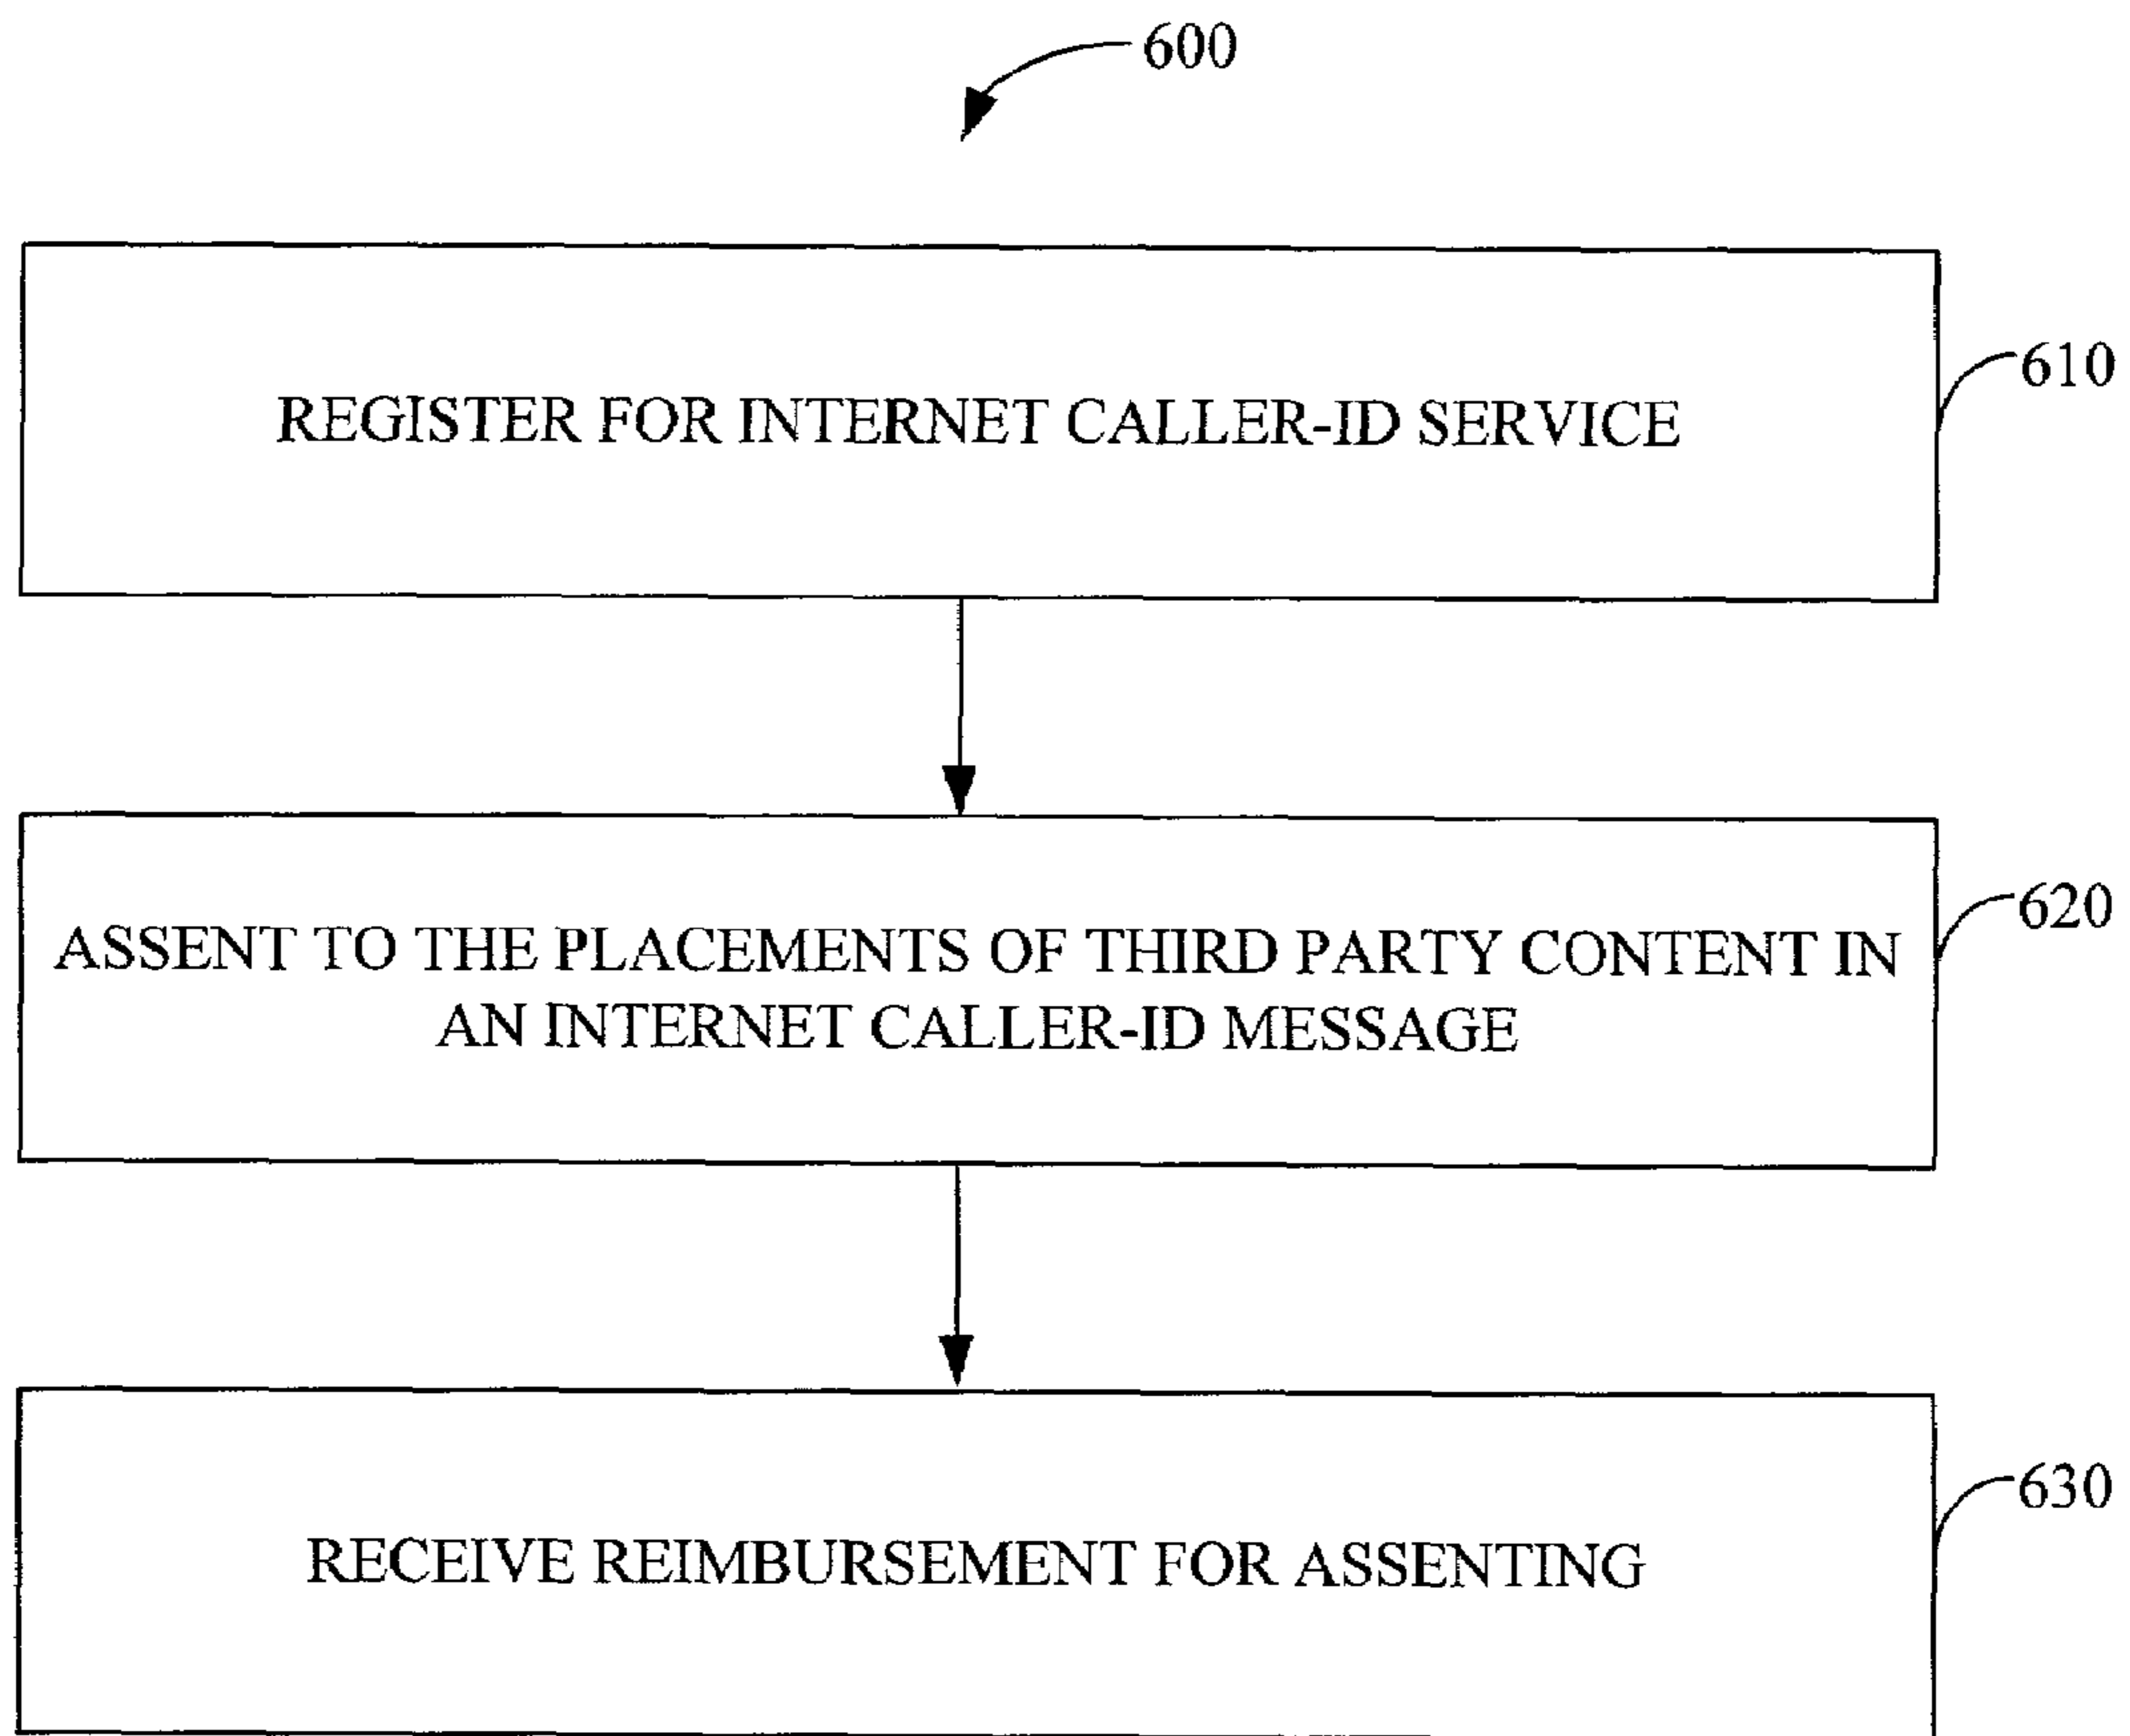 600
REGISTER FOR INTERNET CALLER-ID SERVICE
610
ASSENT TO THE PLACEMENTS OF THIRD PARTY CONTENT IN
AN INTERNET CALLER-ID MESSAGE
620
RECEIVE REIMBURSEMENT FOR ASSENTING
630